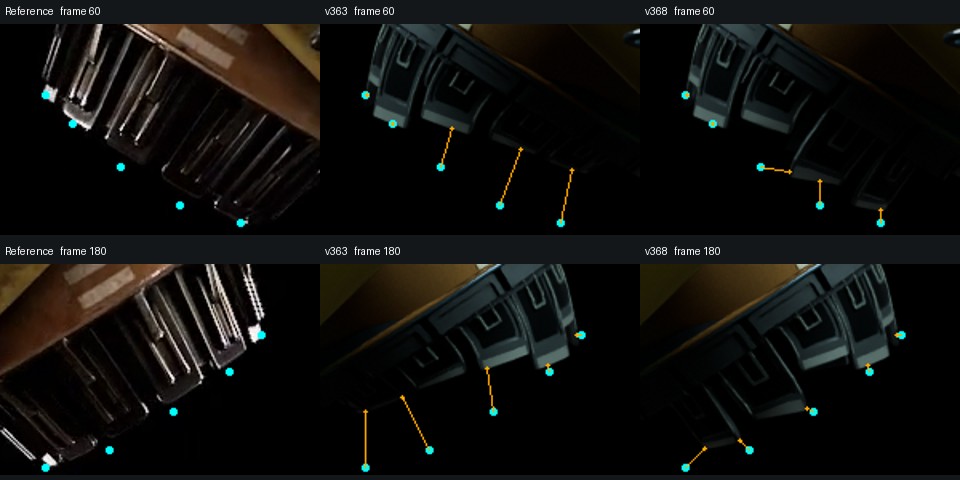 Reference frame 60
v363 frame 60
v368 frame 60
Reference frame 180
v363 frame 180
v368 frame 180